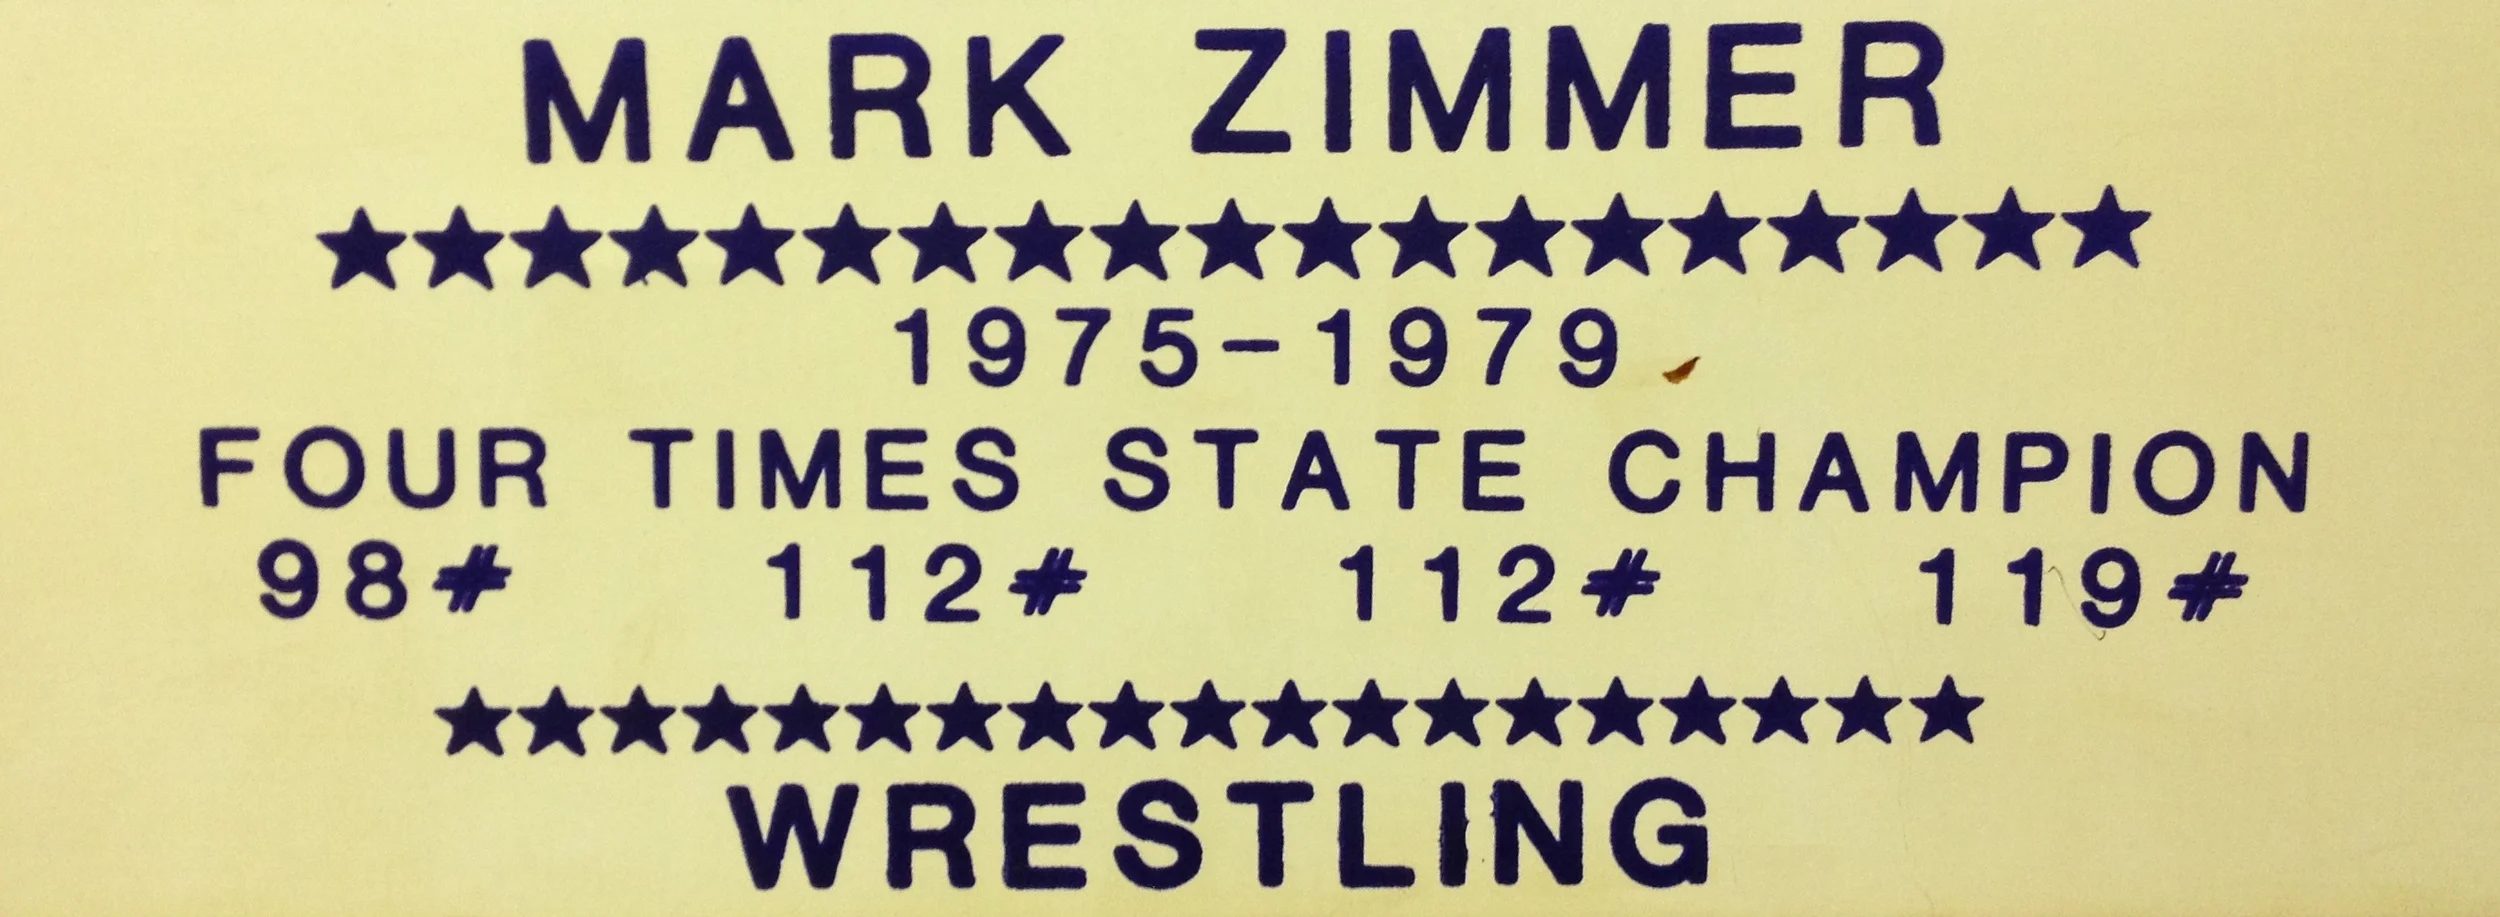 MARK ZIMMER
★★★★★★★★★★★★★★★★★★★
1975-1979
FOUR TIMES STATE CHAMPION
98# 112# 112# 119#
★★★★★★★★★★★★★★★★★★★
WRESTLING